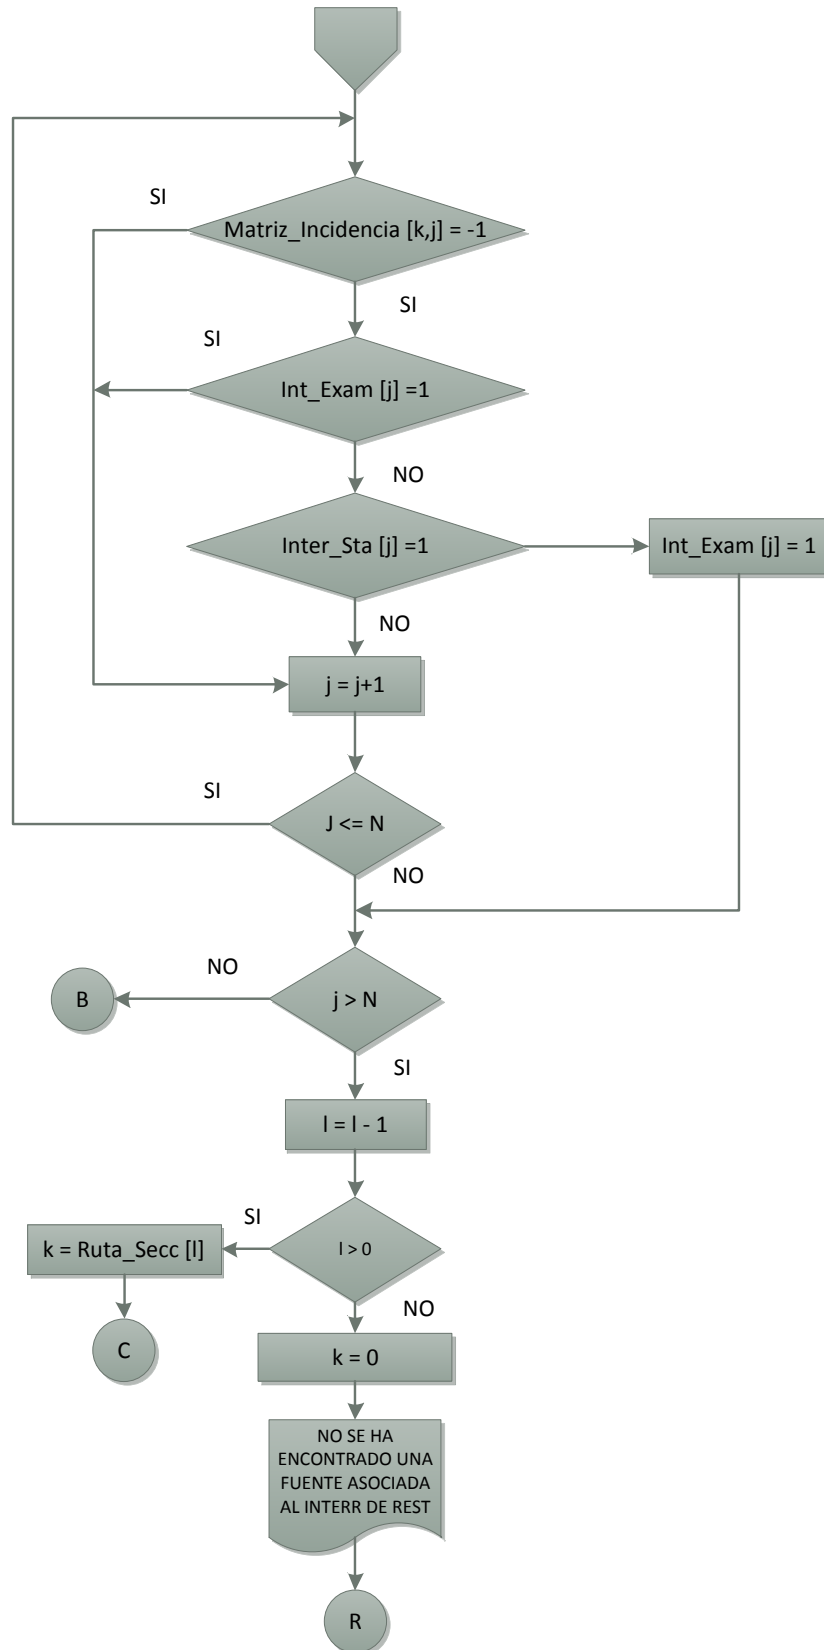 SI
Matriz_Incidencia [k,j] = -1
SI
SI
Int_Exam [j] =1
NO
Inter_Sta [j] =1
Int_Exam [j] = 1
NO
j = j+1
SI
J <= N
NO
NO
B
j > N
SI
l = l - 1
SI
k = Ruta_Secc [l]
l > 0
NO
C
k = 0
NO SE HA
ENCONTRADO UNA
FUENTE ASOCIADA
AL INTERR DE REST
R